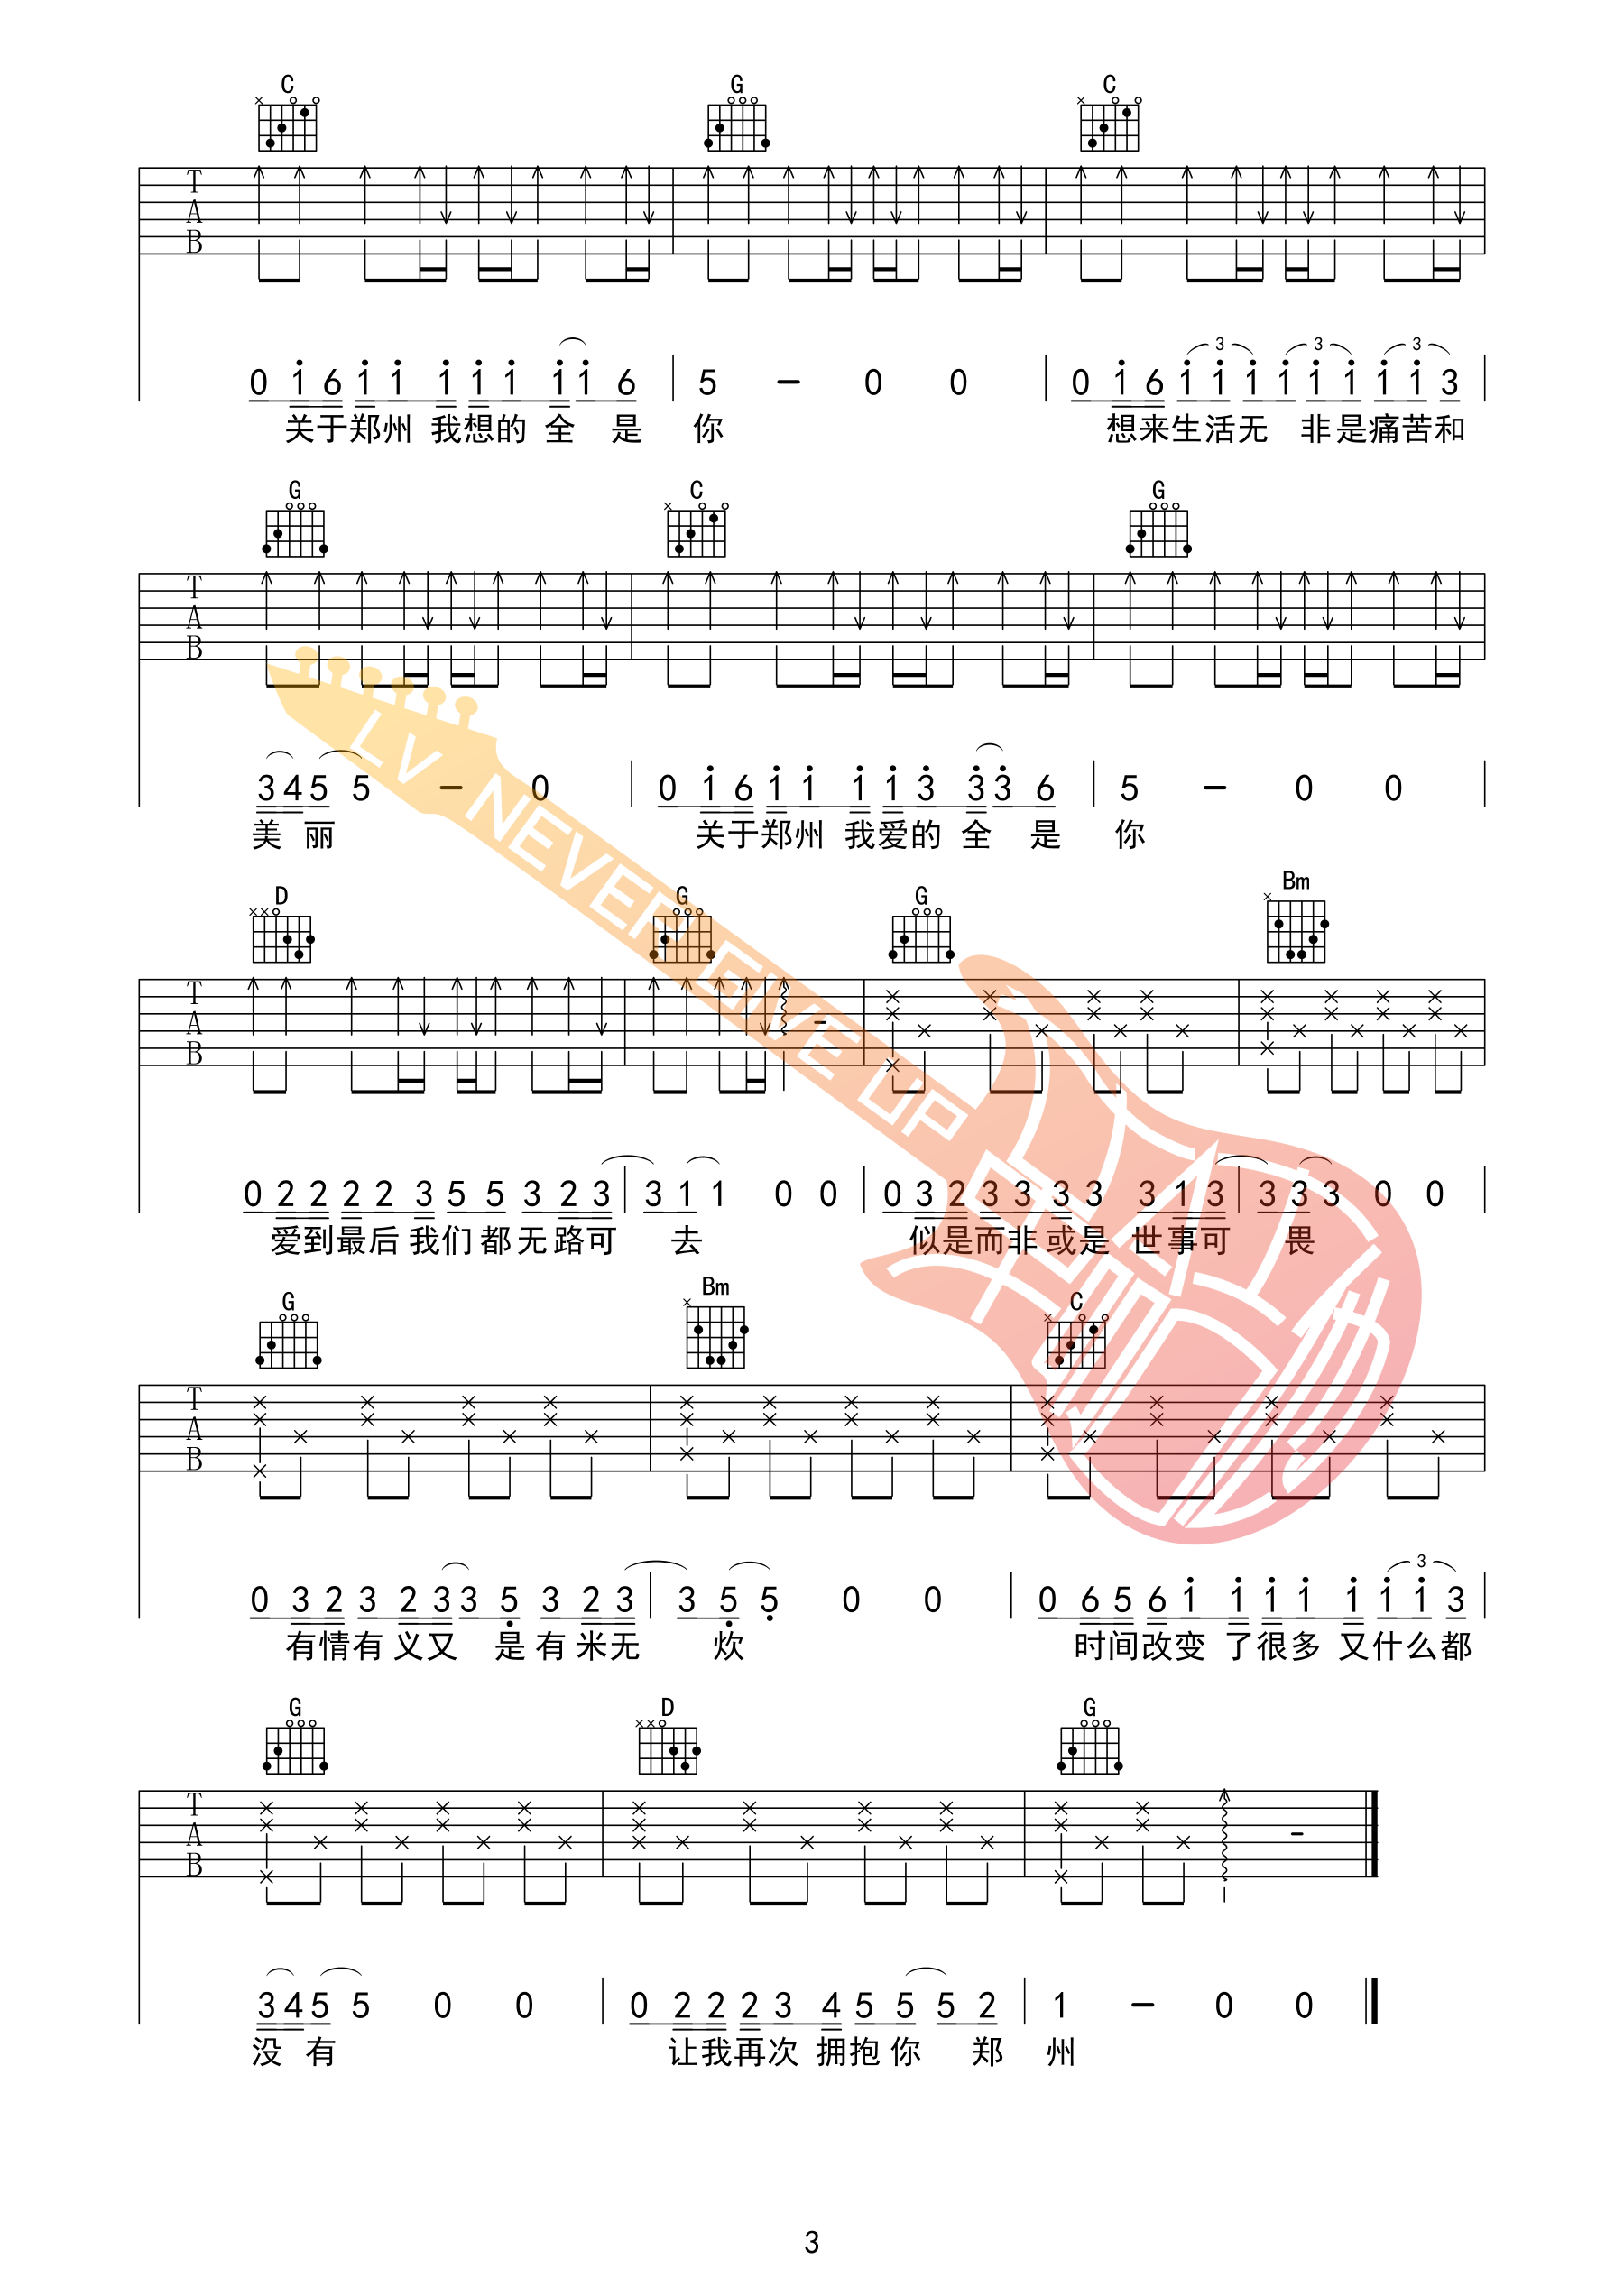 C G C
T A B
0 1 6 1 1 1 1 1 1 1 6 5 – 0 0 0 1 6 1 1 1 1 1 1 1 1 3
3 3 3
关于郑州 我想的 全 是 你 想来生活无 非是痛苦和
G C G
T A B
3 4 5 5 – 0 0 1 6 1 1 1 1 3 3 3 6 5 – 0 0
美 丽 关于郑州 我爱的 全 是 你
D G G Bm
T A B
0 2 2 2 2 3 5 5 3 2 3 3 1 1 0 0 0 3 2 3 3 3 3 3 1 3 3 3 3 0 0
爱到最后 我们 都无路可 去 似是而非 或是 世事可 畏
G Bm C
T A B
0 3 2 3 2 3 3 5 3 2 3 3 5 5 0 0 0 6 5 6 1 1 1 1 1 1 1 3
3
有情有 义又 是有米无 炊 时间改变 了很多 又什么都
G D G
T A B
3 4 5 5 0 0 0 2 2 2 3 4 5 5 5 2 1 – 0 0
没 有 让我再次 拥抱你 郑 州
LV NEVER GIVE UP
3